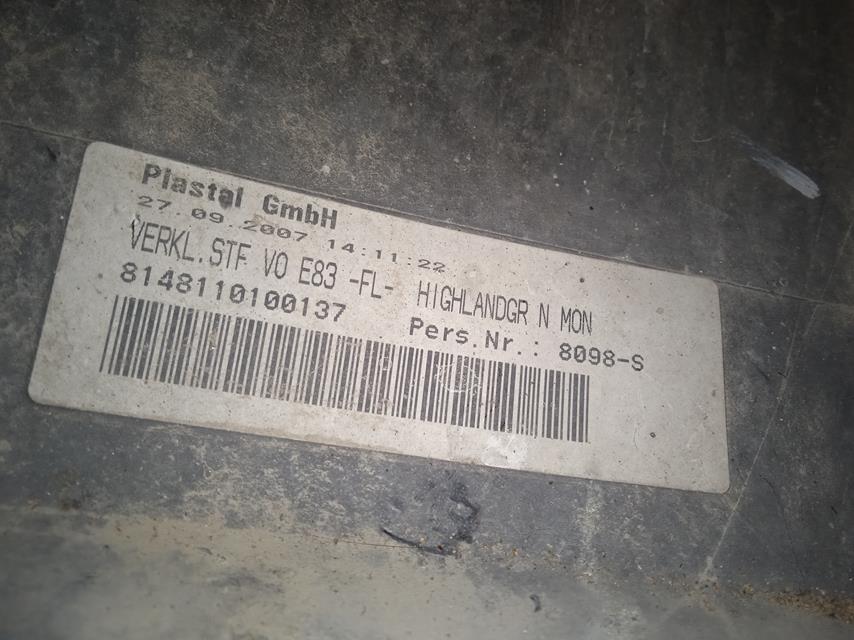 Plastal GmbH
27.09.2007 14:11:22
VERKL.STF VO E83 -FL- HIGHLANDGR N MON
8148110100137 Pers.Nr.: 8098-S